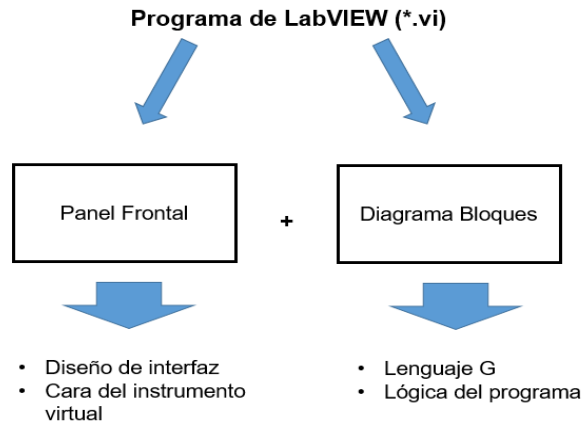 Programa de LabVIEW (*.vi)
Panel Frontal
+
Diagrama Bloques
• Diseño de interfaz
• Cara del instrumento
virtual
• Lenguaje G
• Lógica del programa